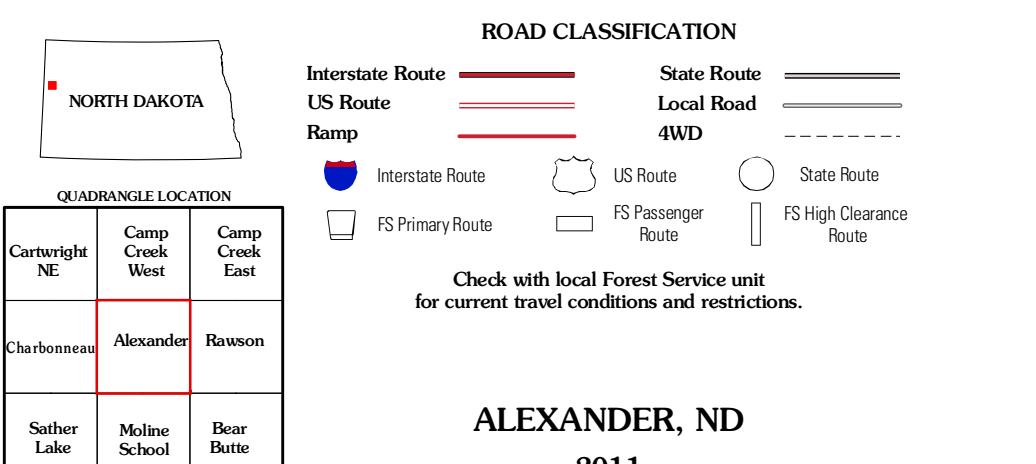 ROAD CLASSIFICATION
Interstate Route
State Route
US Route
Local Road
Ramp
4WD
Interstate Route
US Route
State Route
FS Primary Route
FS Passenger
Route
FS High Clearance
Route
Check with local Forest Service unit
for current travel conditions and restrictions.
NORTH DAKOTA
QUADRANGLE LOCATION
Cartwright
NE
Camp
Creek
West
Camp
Creek
East
Charbonneau
Alexander
Rawson
Sather
Lake
Moline
School
Bear
Butte
ALEXANDER, ND
2011